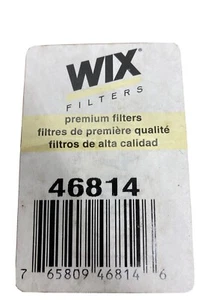 WIX
FILTERS
premium filters
filtres de première qualité
filtros de alta calidad
46814
7 65809 46814 6